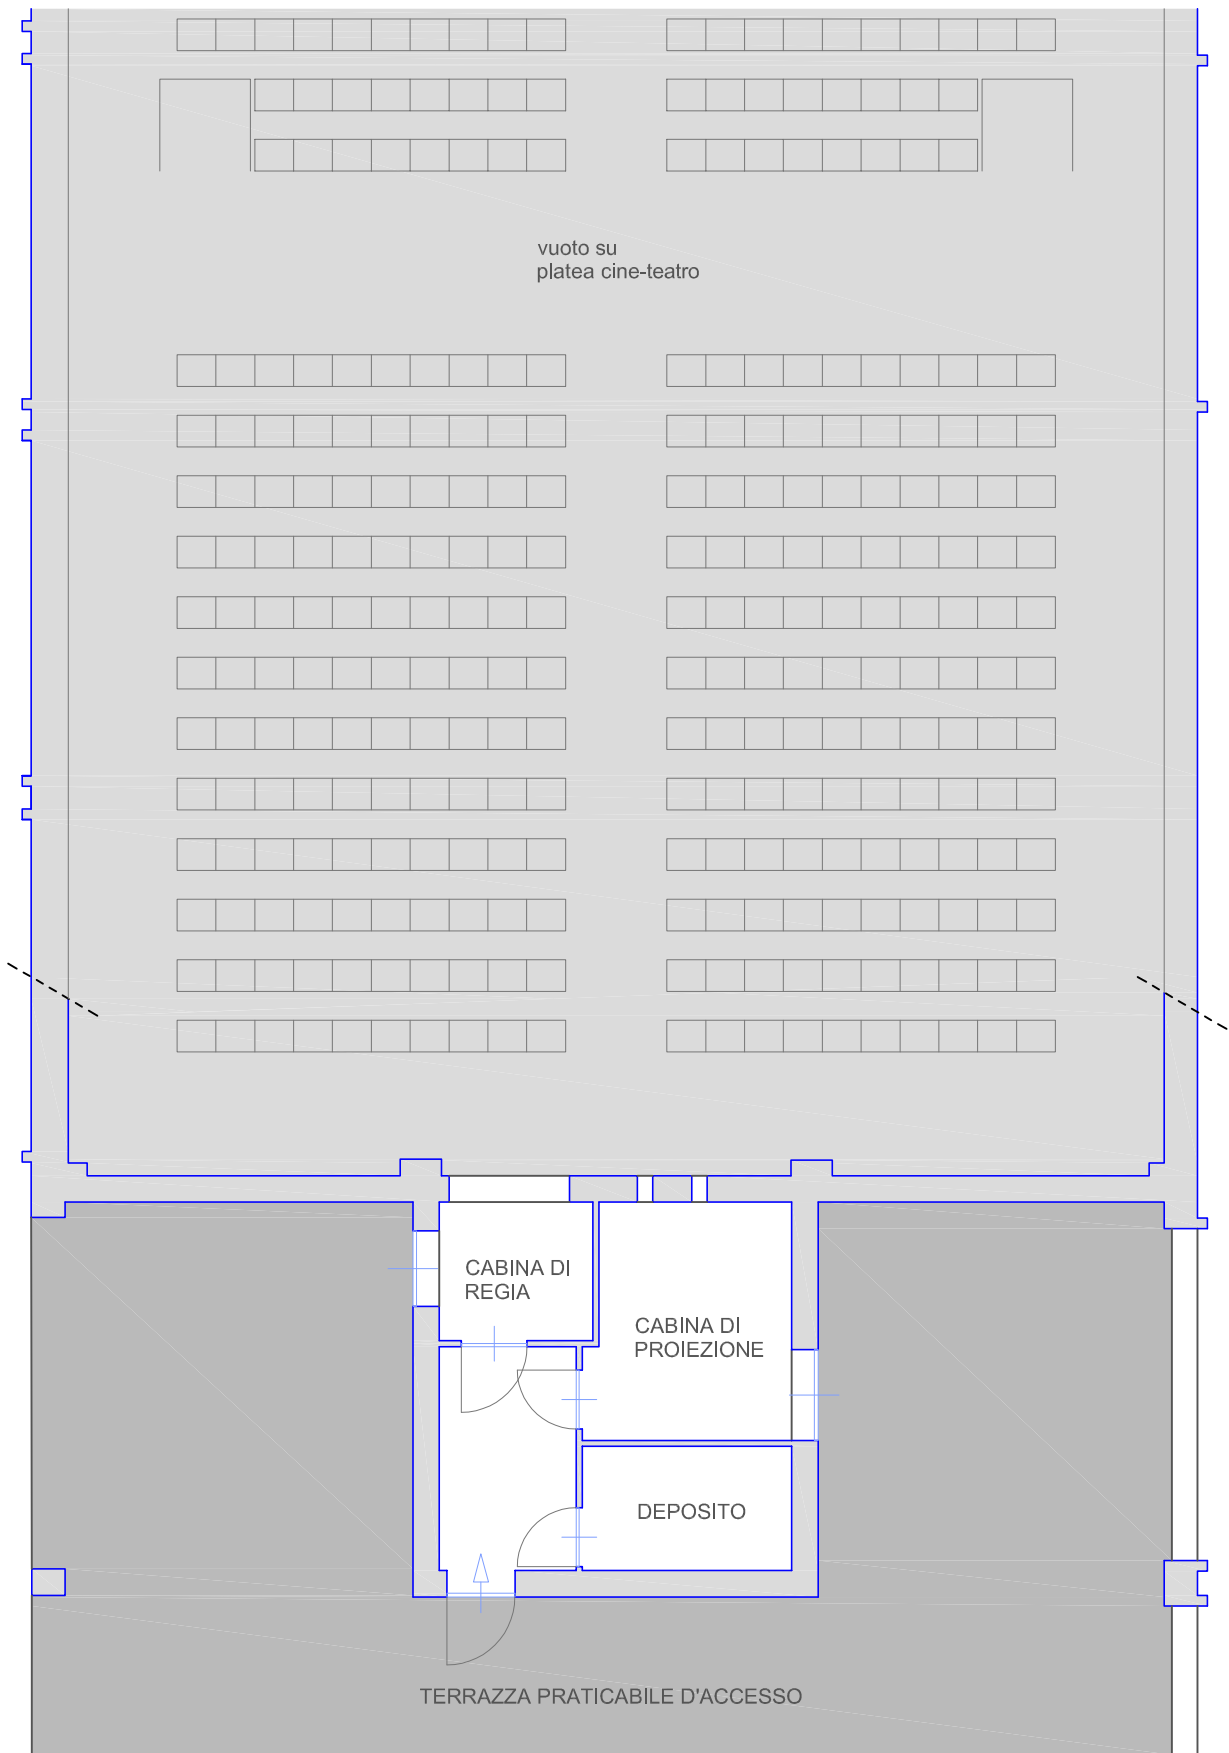 vuoto su
platea cine-teatro
CABINA DI
REGIA
CABINA DI
PROIEZIONE
DEPOSITO
TERRAZZA PRATICABILE D'ACCESSO